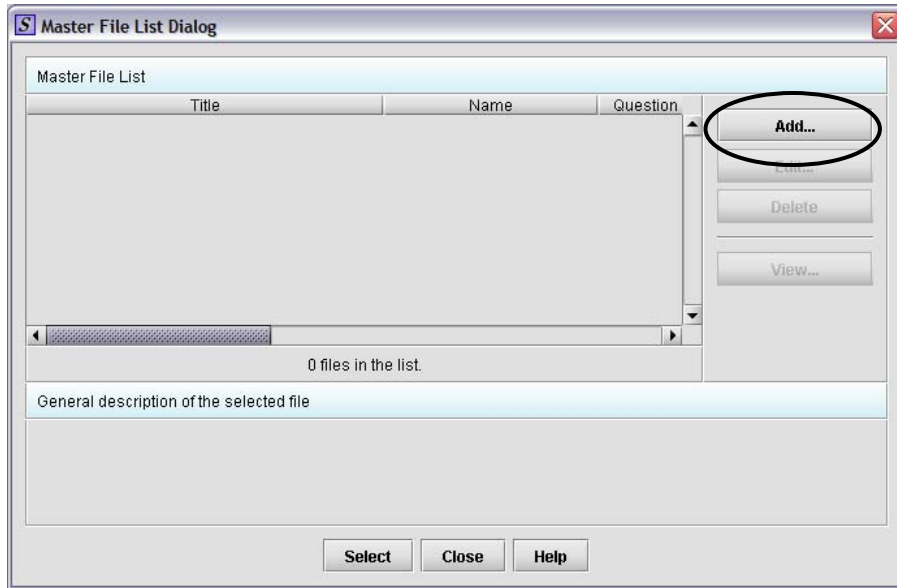 S Master File List Dialog
Master File List
Title Name Question
Add...
Edit...
Delete
View...
0 files in the list.
General description of the selected file
Select Close Help